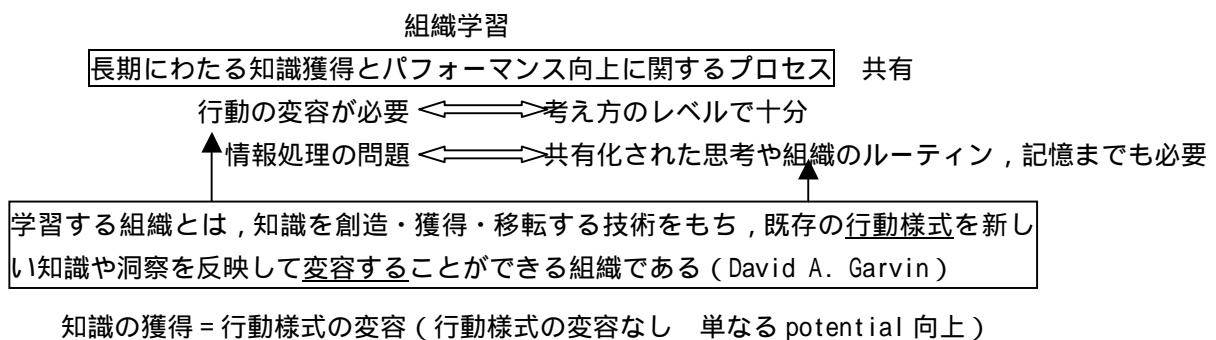 組織学習
長期にわたる知識獲得とパフォーマンス向上に関するプロセス　共有
行動の変容が必要　考え方のレベルで十分
情報処理の問題　共有化された思考や組織のルーティン，記憶までも必要
学習する組織とは，知識を創造・獲得・移転する技術をもち，既存の行動様式を新し
い知識や洞察を反映して変容することができる組織である（David A. Garvin）
知識の獲得＝行動様式の変容（行動様式の変容なし　単なる potential 向上）